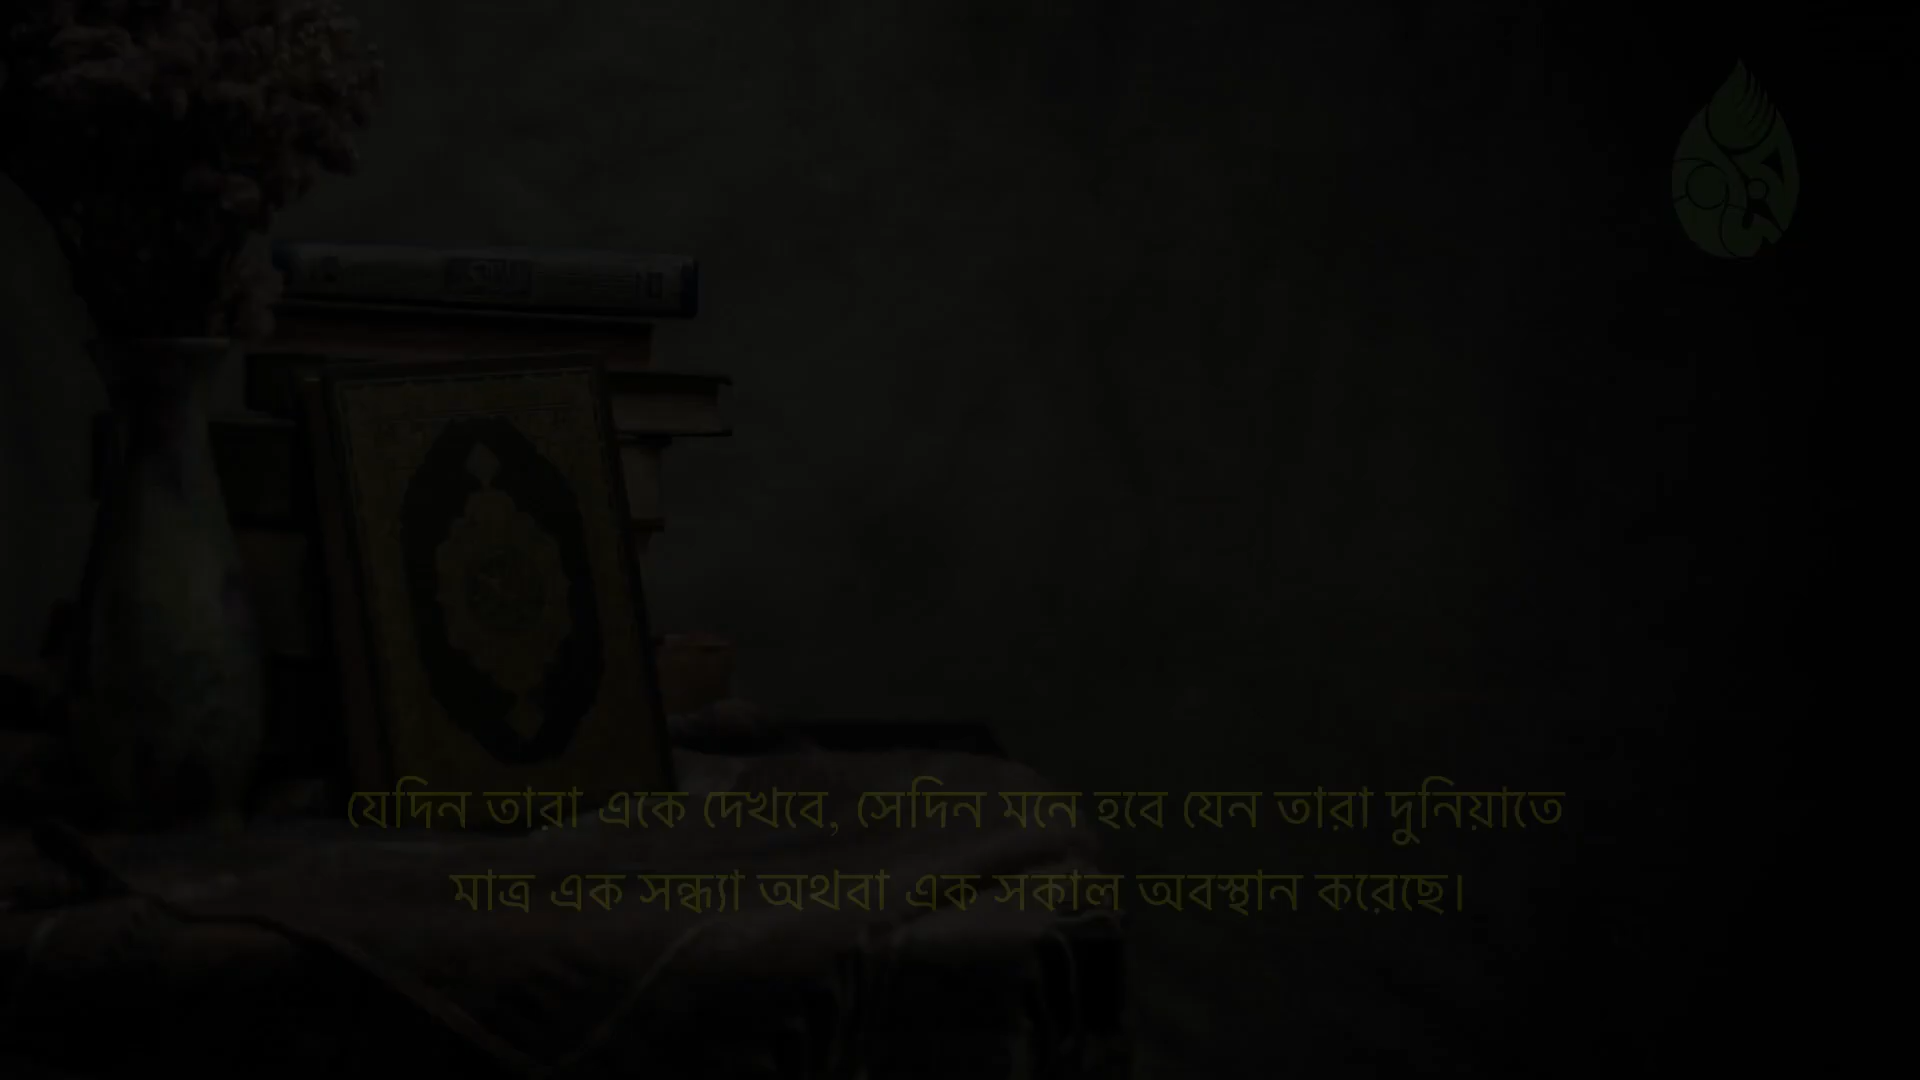 যেদিন তারা একে দেখবে, সেদিন মনে হবে যেন তারা দুনিয়াতে
মাত্র এক সন্ধ্যা অথবা এক সকাল অবস্থান করেছে।